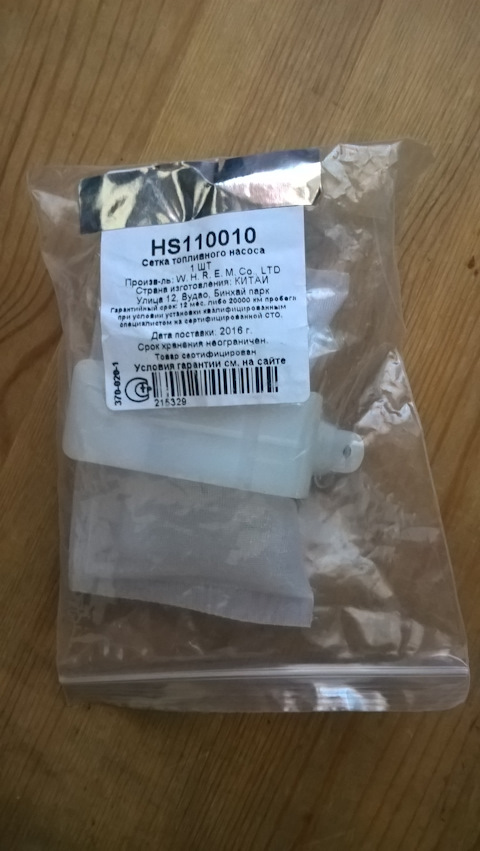 HS110010
Сетка топливного насоса
1 ШТ
Произв-ль: W. H. R. E. M. Co., LTD
Страна изготовления: КИТАЙ
Улица 12, Вудао, Бинхай парк
Гарантийный срок: 12 мес. либо 20000 км пробега
при условии установки квалифицированным
специалистом на сертифицированной СТО.
Дата поставки: 2016 г.
Срок хранения неограничен.
Товар сертифицирован
Условия гарантии см. на сайте
370-020-1
215329